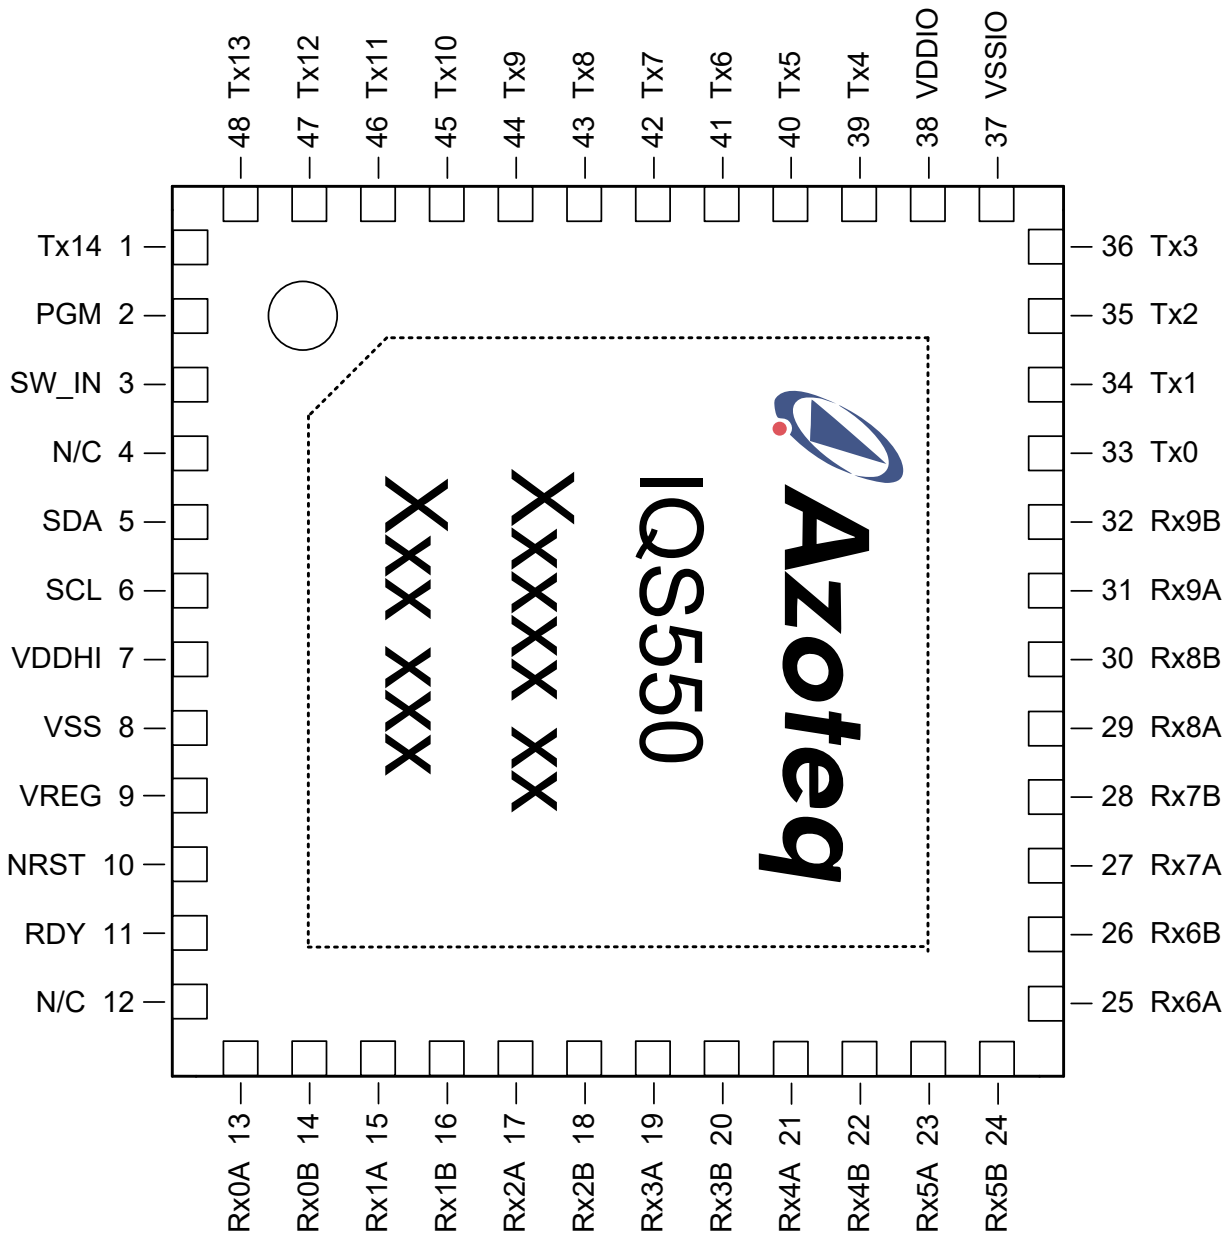 48 Tx13
47 Tx12
46 Tx11
45 Tx10
44 Tx9
43 Tx8
42 Tx7
41 Tx6
40 Tx5
39 Tx4
38 VDDIO
37 VSSIO
Tx14 1
PGM 2
SW_IN 3
N/C 4
SDA 5
SCL 6
VDDHI 7
VSS 8
VREG 9
NRST 10
RDY 11
N/C 12
Azoteq
IQS550
Xxxxx xx
Xxx xxx
36 Tx3
35 Tx2
34 Tx1
33 Tx0
32 Rx9B
31 Rx9A
30 Rx8B
29 Rx8A
28 Rx7B
27 Rx7A
26 Rx6B
25 Rx6A
Rx0A 13
Rx0B 14
Rx1A 15
Rx1B 16
Rx2A 17
Rx2B 18
Rx3A 19
Rx3B 20
Rx4A 21
Rx4B 22
Rx5A 23
Rx5B 24